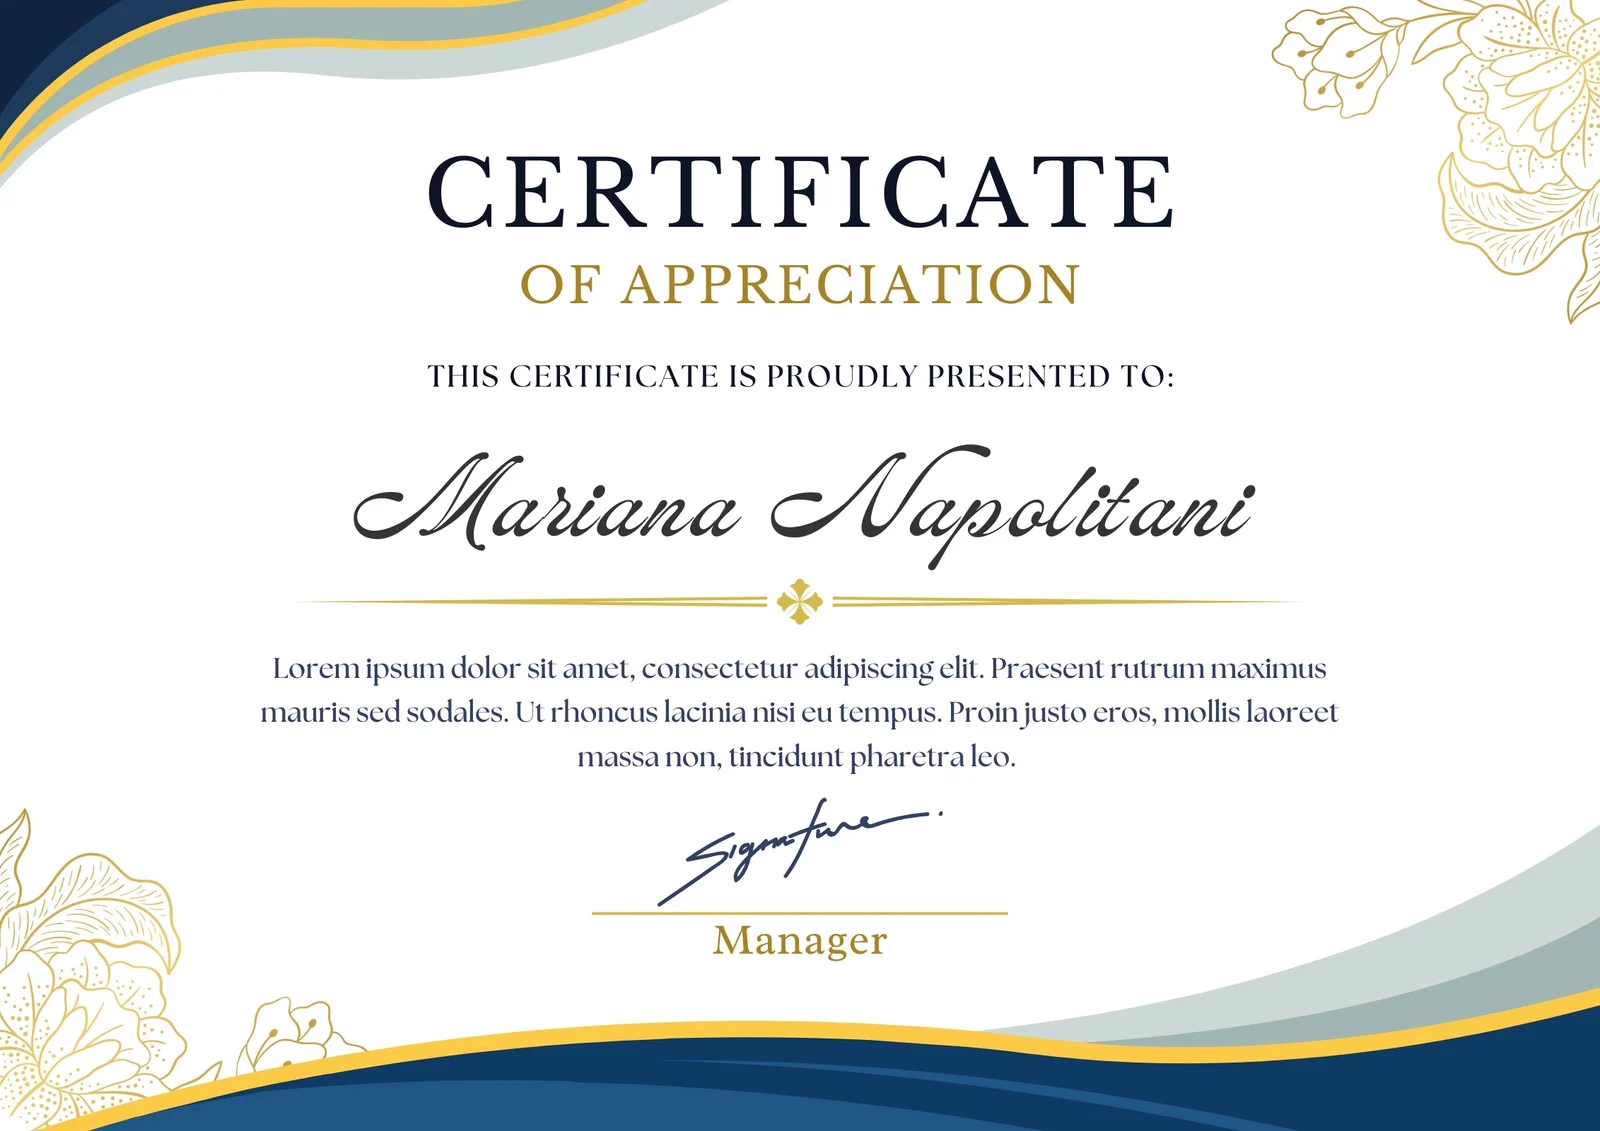 CERTIFICATE
OF APPRECIATION
THIS CERTIFICATE IS PROUDLY PRESENTED TO:
Mariana Napolitani
Lorem ipsum dolor sit amet, consectetur adipiscing elit. Praesent rutrum maximus
mauris sed sodales. Ut rhoncus lacinia nisi eu tempus. Proin justo eros, mollis laoreet
massa non, tincidunt pharetra leo.
Signature
Manager